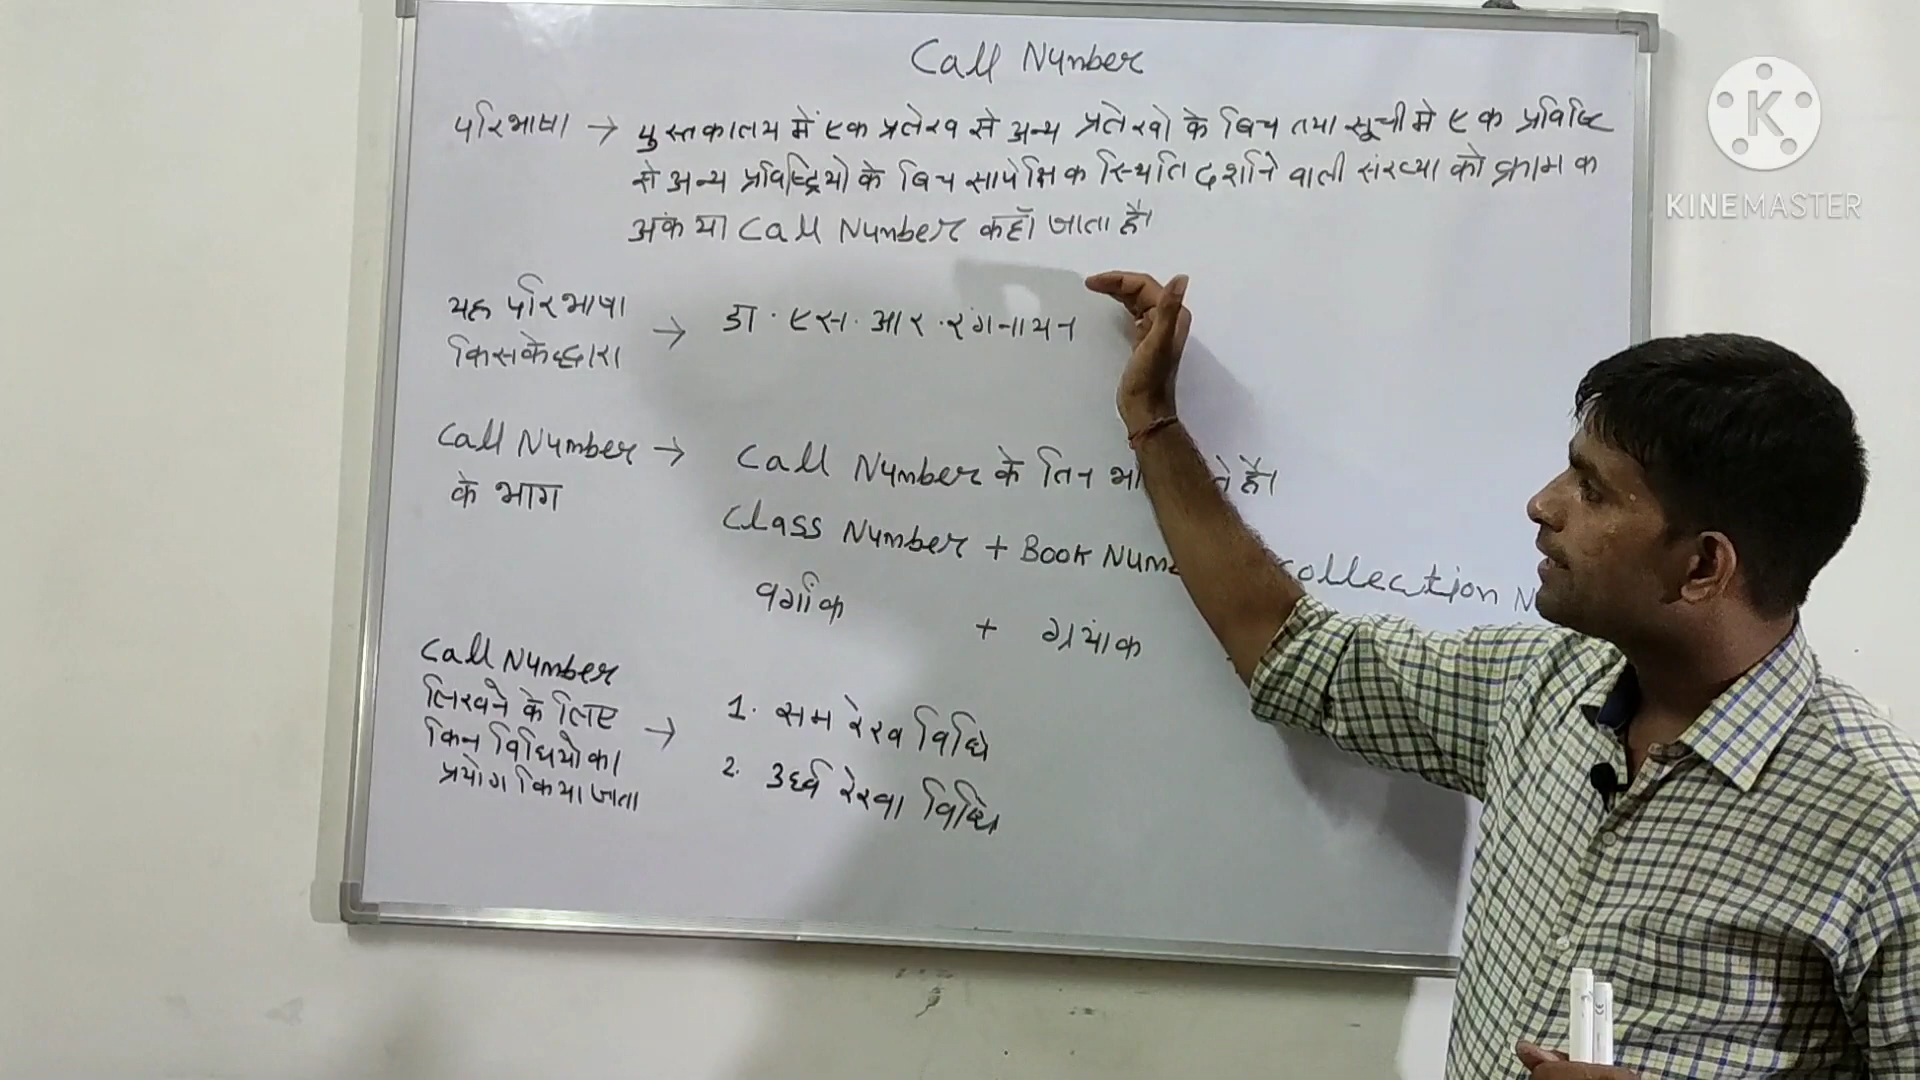 Call Number
परिभाषा → पुस्तकालय में एक प्रलेख से अन्य प्रलेखो के बिच तथा सूची मे एक प्रविष्टि
से अन्य प्रविष्टियो के बिच सापेक्षिक स्थिति दर्शाने वाली संख्या को क्रामक
अंक या Call Number कहाँ जाता है।
यह परिभाषा
किसके द्धारा → डा. एस. आर. रंगनाथन
Call Number →
के भाग
Call Number के तिन है।
Class Number + Book Num Collection N
वर्गांक + ग्रंथाक
Call Number
लिखने के लिए
किन विधियो का →
प्रयोग किया जाता
1. सम रेख विधि
2. उर्ध्व रेखा विधि
K
KINEMASTER